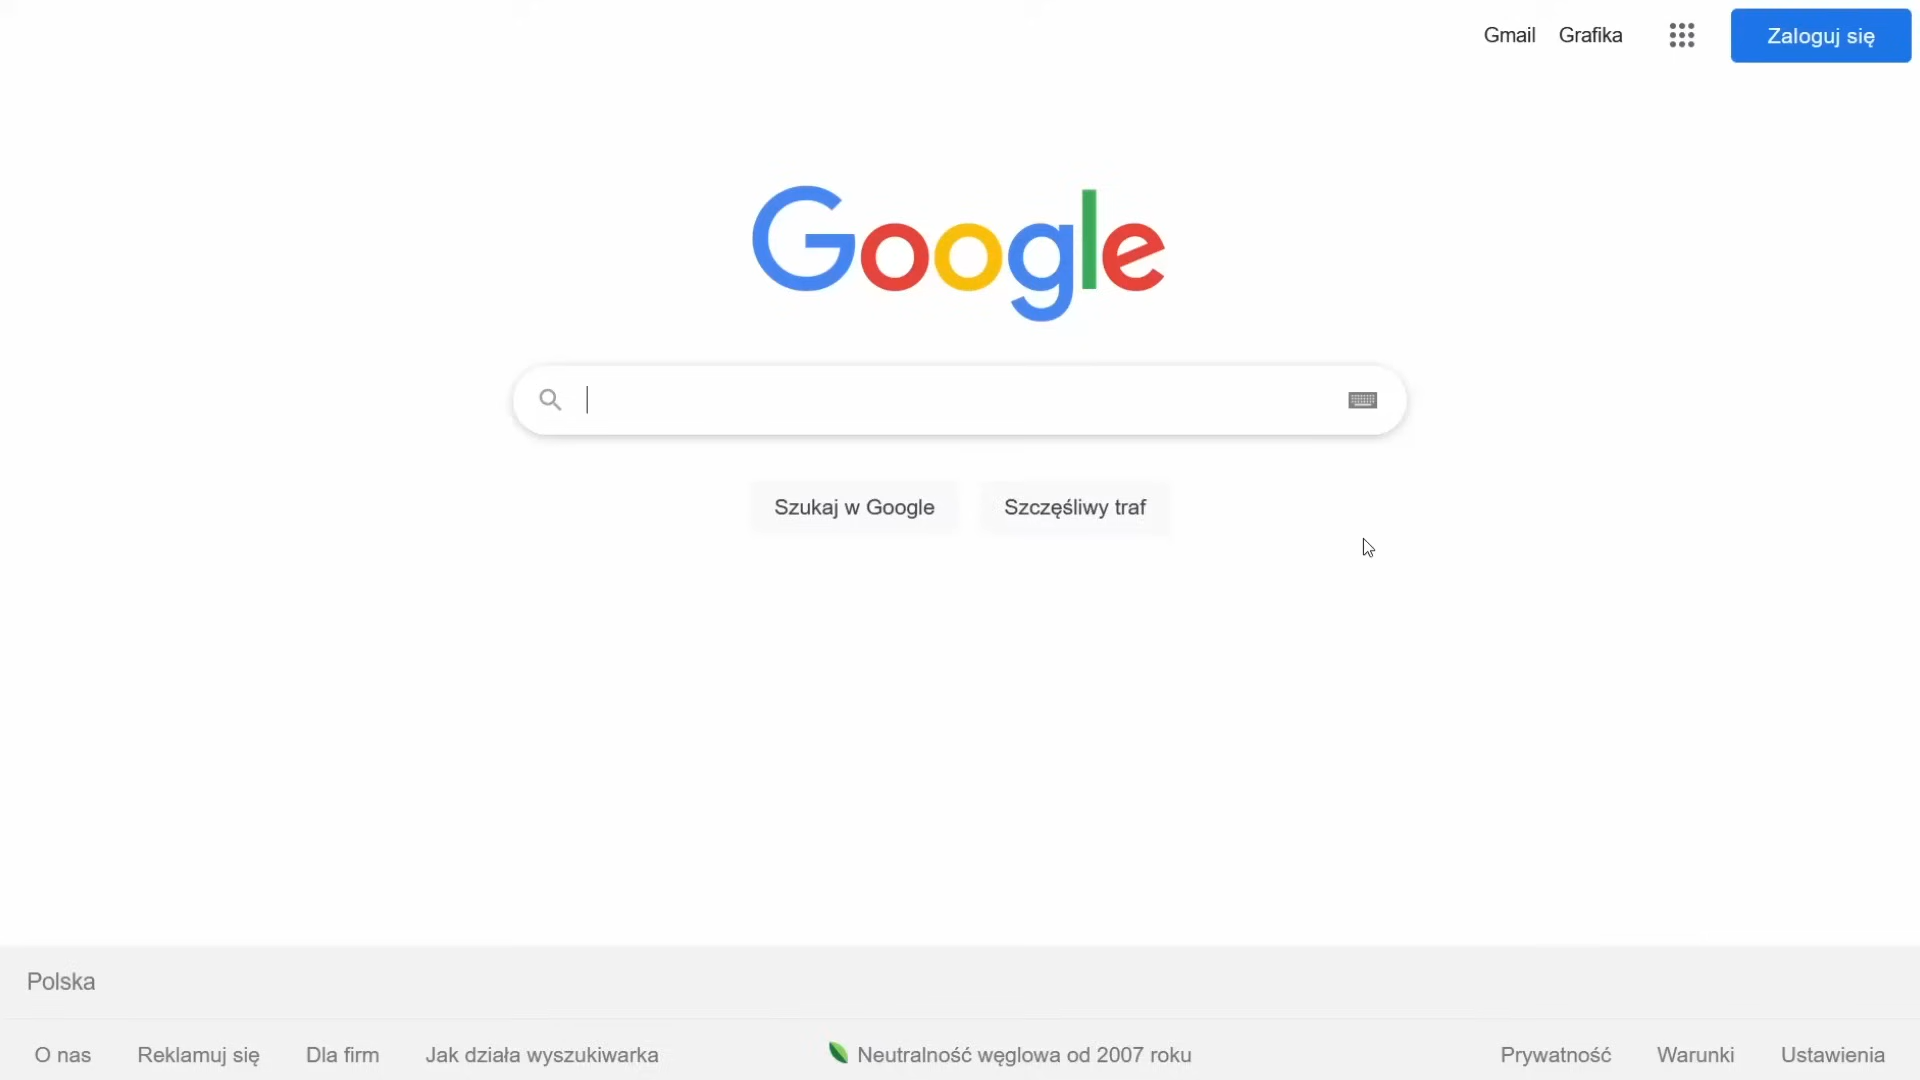 Gmail Grafika Zaloguj się
Google
Szukaj w Google Szczęśliwy traf
Polska
O nas Reklamuj się Dla firm Jak działa wyszukiwarka Neutralność węglowa od 2007 roku Prywatność Warunki Ustawienia